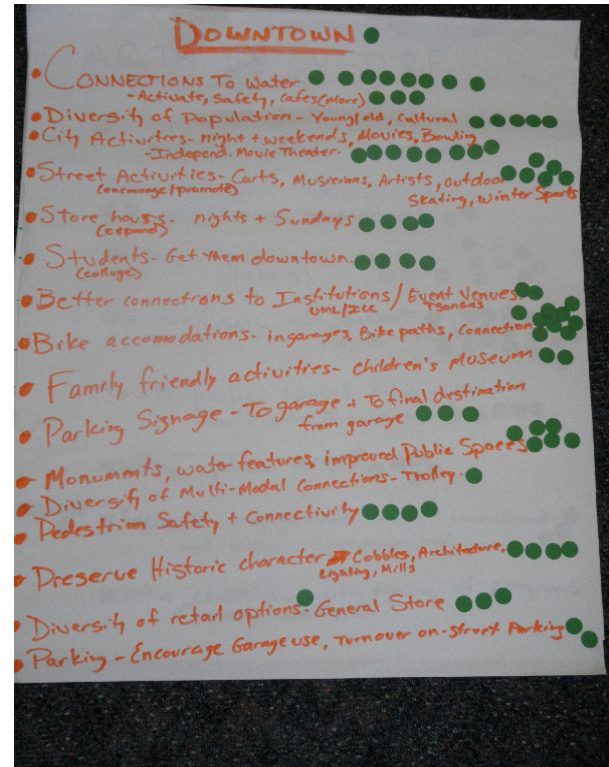 DOWNTOWN
• CONNECTIONS To Water
- Activate, Safety, Cafes (More)
• Diversity of Population - Young/old, Cultural
• City Activities - night + weekends, Movies, Bowling
- Independ. Movie Theater.
• Street Activities - Carts, Musicians, Artists, outdoor
(encourage/promote) Skating, winter Sports
• Store hours - nights + Sundays
(expand)
• Students - Get them downtown.
(college)
• Better connections to Institutions / Event Venues
UML/ICC Tsongas
• Bike accomodations - in garages, Bike paths, Connection
• Family friendly activities - Children's Museum
• Parking Signage - To garage + To final destination
from garage
• Monuments, water features, improved Public Spaces
• Diversity of Multi-Modal Connections - Trolley.
• Pedestrian Safety + Connectivity
• Preserve Historic character Cobbles, Architecture,
Lighting, Mills
• Diversity of retail options - General Store
• Parking - Encourage Garage use, Turnover on-street Parking